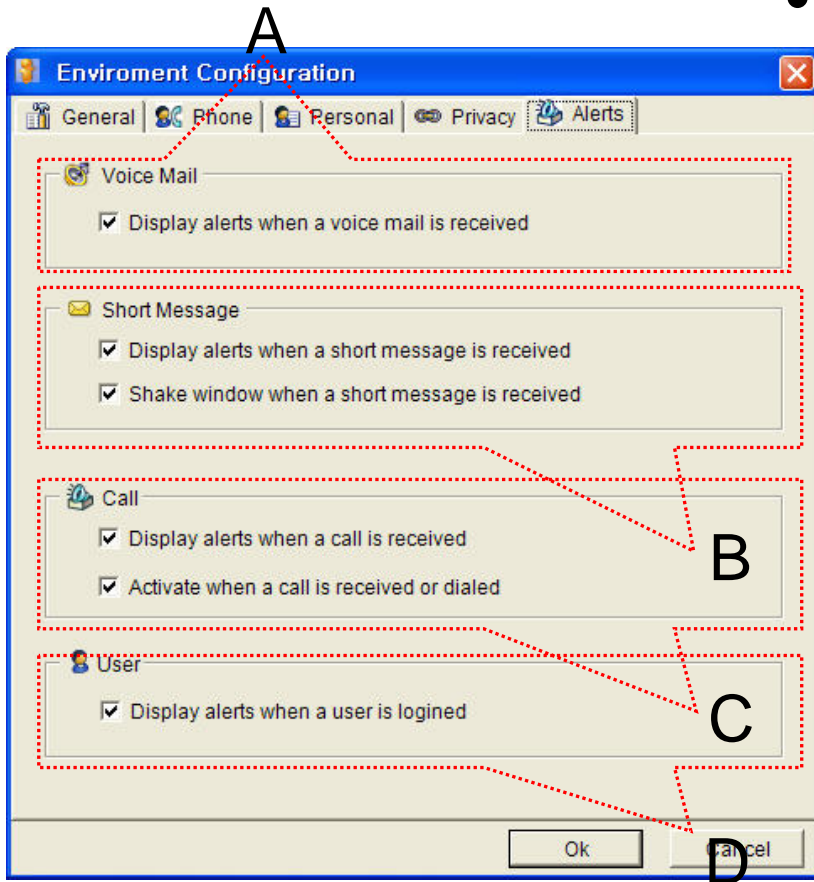 A
Enviroment Configuration
General Phone Personal Privacy Alerts
Voice Mail
Display alerts when a voice mail is received
Short Message
Display alerts when a short message is received
Shake window when a short message is received
Call
Display alerts when a call is received
B
Activate when a call is received or dialed
User
Display alerts when a user is logined
C
Ok Cancel
D